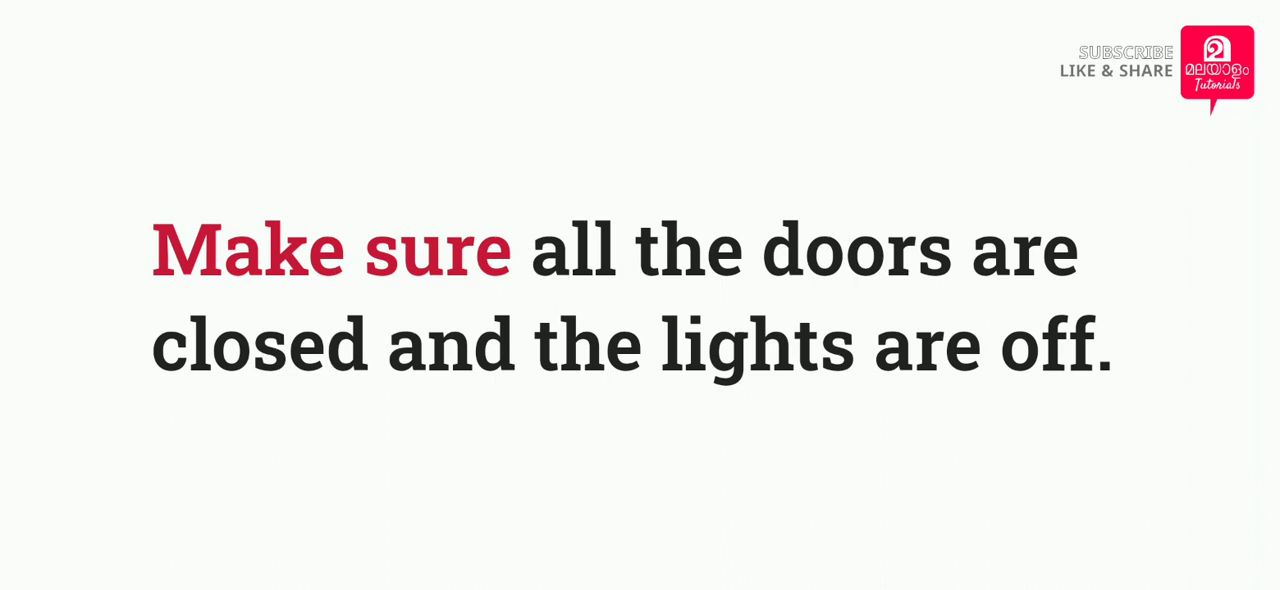 SUBSCRIBE
LIKE & SHARE
മ
മലയാളം
Tutorials
Make sure all the doors are
closed and the lights are off.